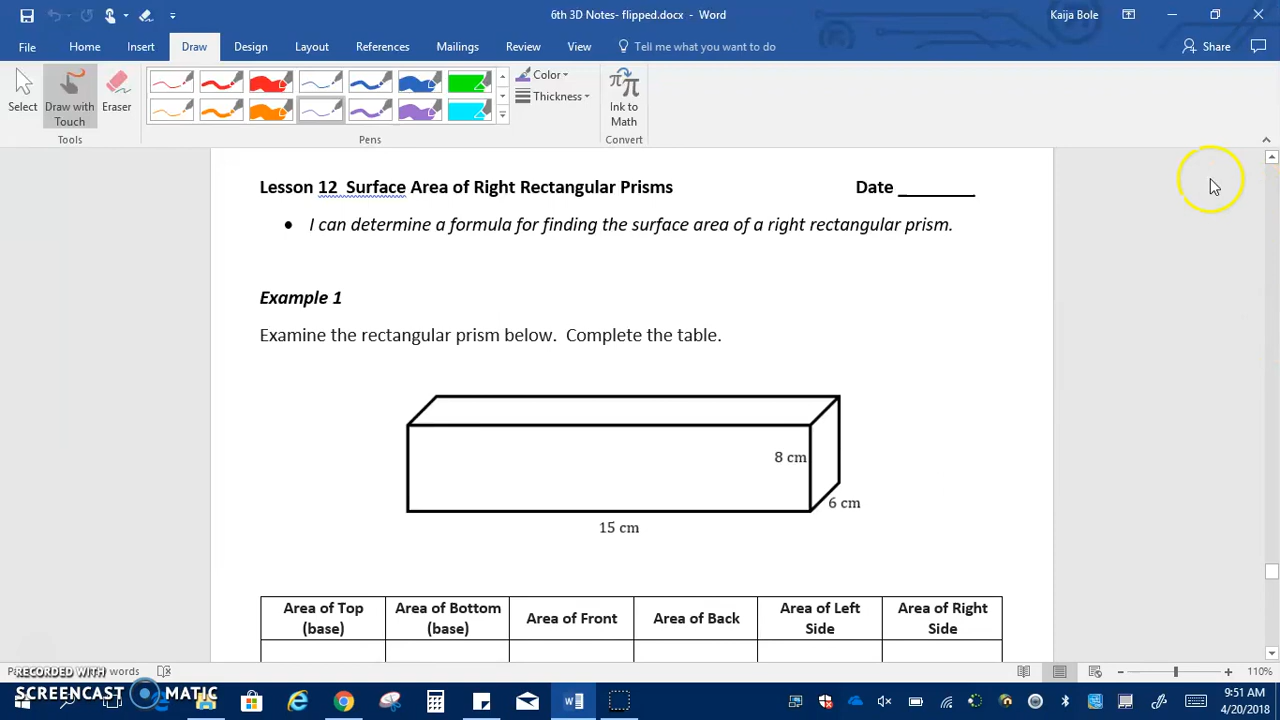 6th 3D Notes- flipped.docx - Word
Kaija Bole
File Home Insert Draw Design Layout References Mailings Review View Tell me what you want to do Share
Select Draw with Touch Eraser
Color
Thickness
Ink to Math
Tools Pens Convert
Lesson 12 Surface Area of Right Rectangular Prisms Date ________
• I can determine a formula for finding the surface area of a right rectangular prism.
Example 1
Examine the rectangular prism below. Complete the table.
8 cm
6 cm
15 cm
Area of Top (base) Area of Bottom (base) Area of Front Area of Back Area of Left Side Area of Right Side
words 110%
RECORDED WITH
SCREENCAST MATIC
9:51 AM
4/20/2018